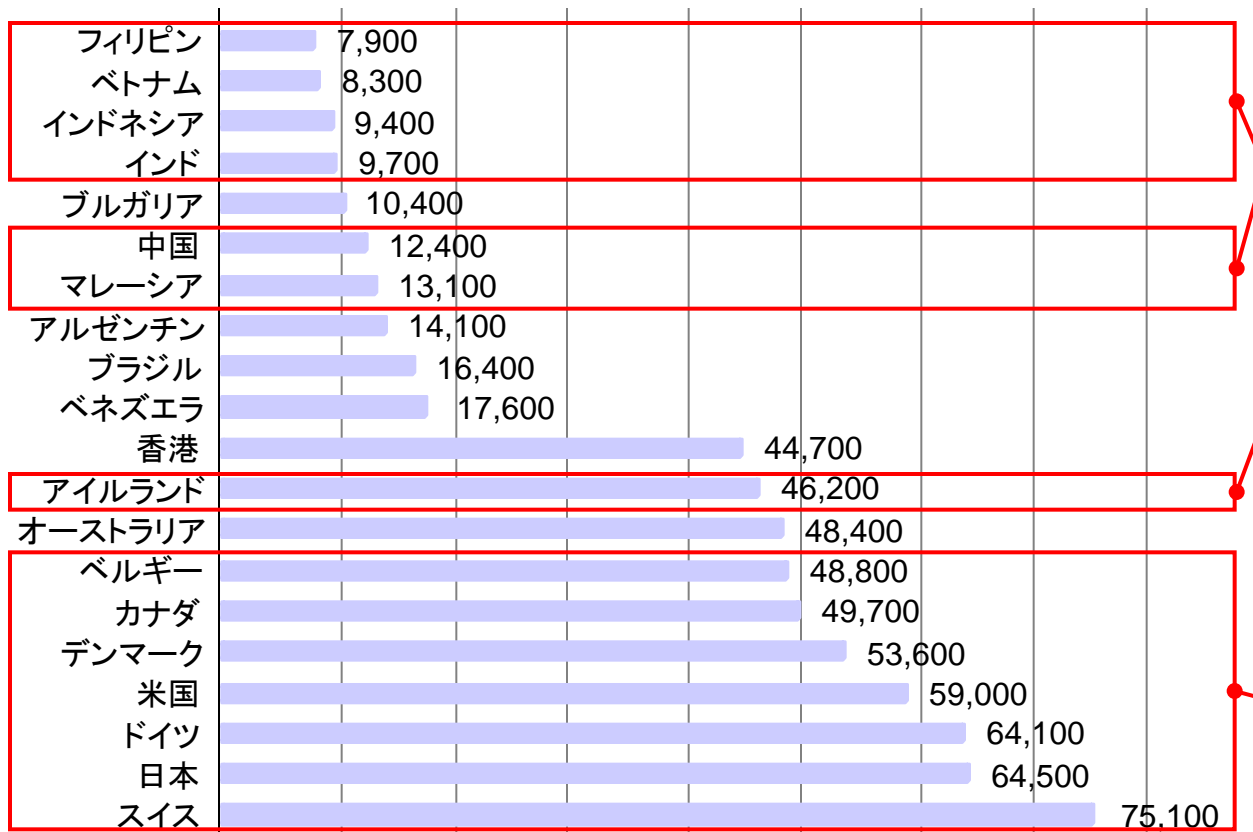 フィリピン 7,900
ベトナム 8,300
インドネシア 9,400
インド 9,700
ブルガリア 10,400
中国 12,400
マレーシア 13,100
アルゼンチン 14,100
ブラジル 16,400
ベネズエラ 17,600
香港 44,700
アイルランド 46,200
オーストラリア 48,400
ベルギー 48,800
カナダ 49,700
デンマーク 53,600
米国 59,000
ドイツ 64,100
日本 64,500
スイス 75,100